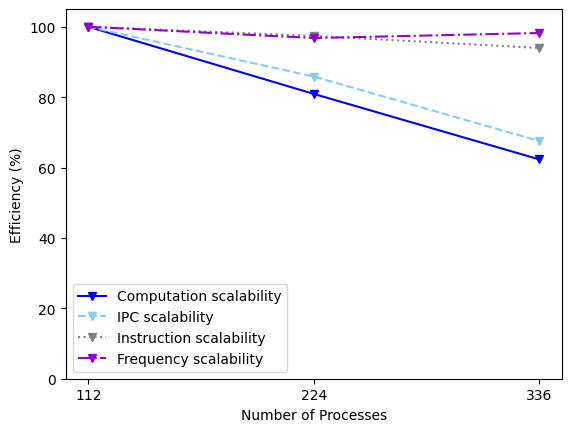 100
80
60
40
20
0
Efficiency (%)
Computation scalability
IPC scalability
Instruction scalability
Frequency scalability
112
224
336
Number of Processes